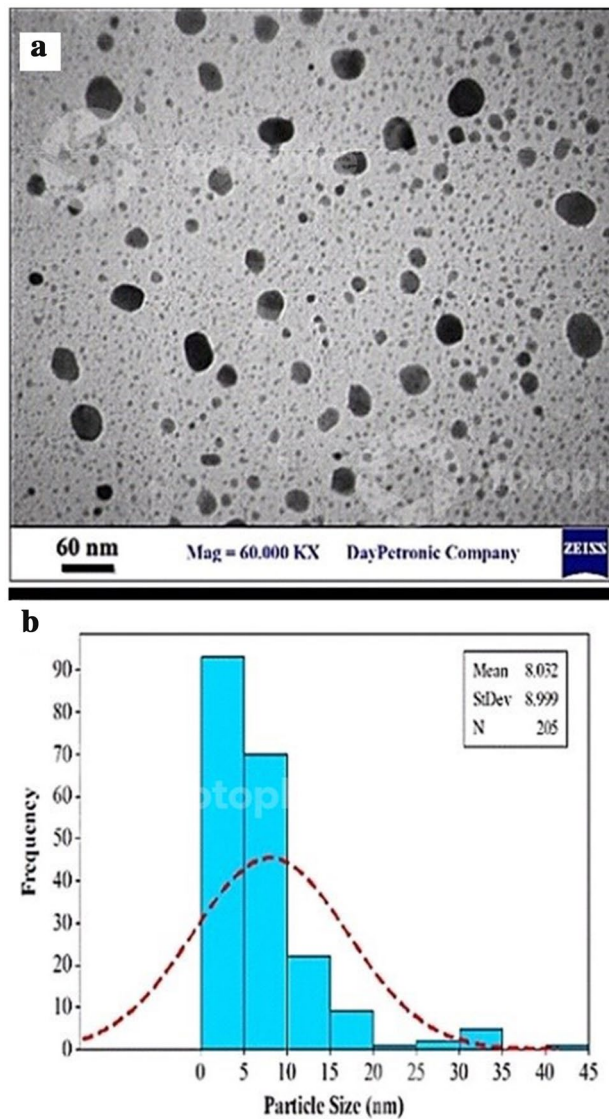 a
60 nm Mag = 60.000 KX DayPetronic Company ZEISS
b
Mean 8.032
StDev 8.999
N 205
Frequency
90
80
70
60
50
40
30
20
10
0
0 5 10 15 20 25 30 35 40 45
Particle Size (nm)